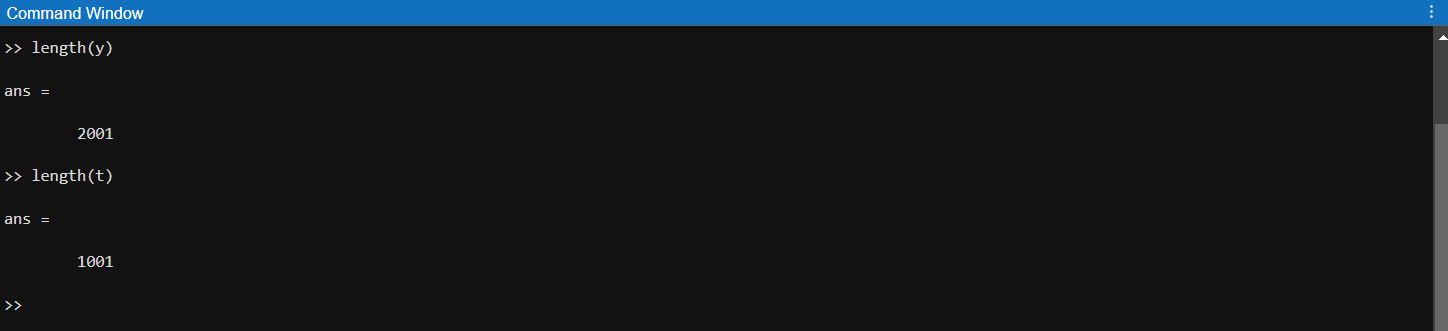 Command Window
>> length(y)
ans =
2001
>> length(t)
ans =
1001
>>